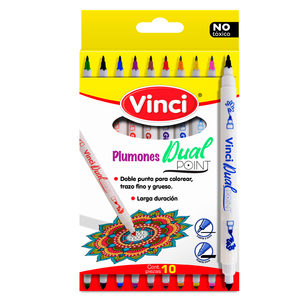 NO
TÓXICO
Vinci
Plumones Dual
POINT
• Doble punta para colorear,
trazo fino y grueso.
• Larga duración
Vinci Dual
Cont. 10
piezas